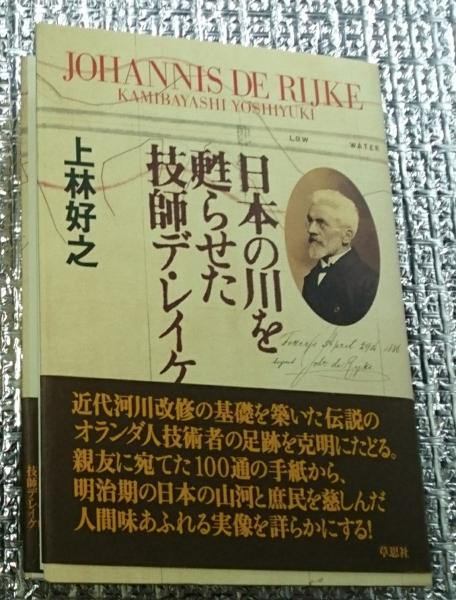 JOHANNIS DE RIJKE
KAMIBAYASHI YOSHIYUKI
LOW WATER
日本の川を
甦らせた
技師デ・レイケ
上林好之
April 29th 1886
近代河川改修の基礎を築いた伝説の
オランダ人技術者の足跡を克明にたどる。
親友に宛てた100通の手紙から、
明治期の日本の山河と庶民を慈しんだ
人間味あふれる実像を詳らかにする!
草思社
技師デ・レイケ